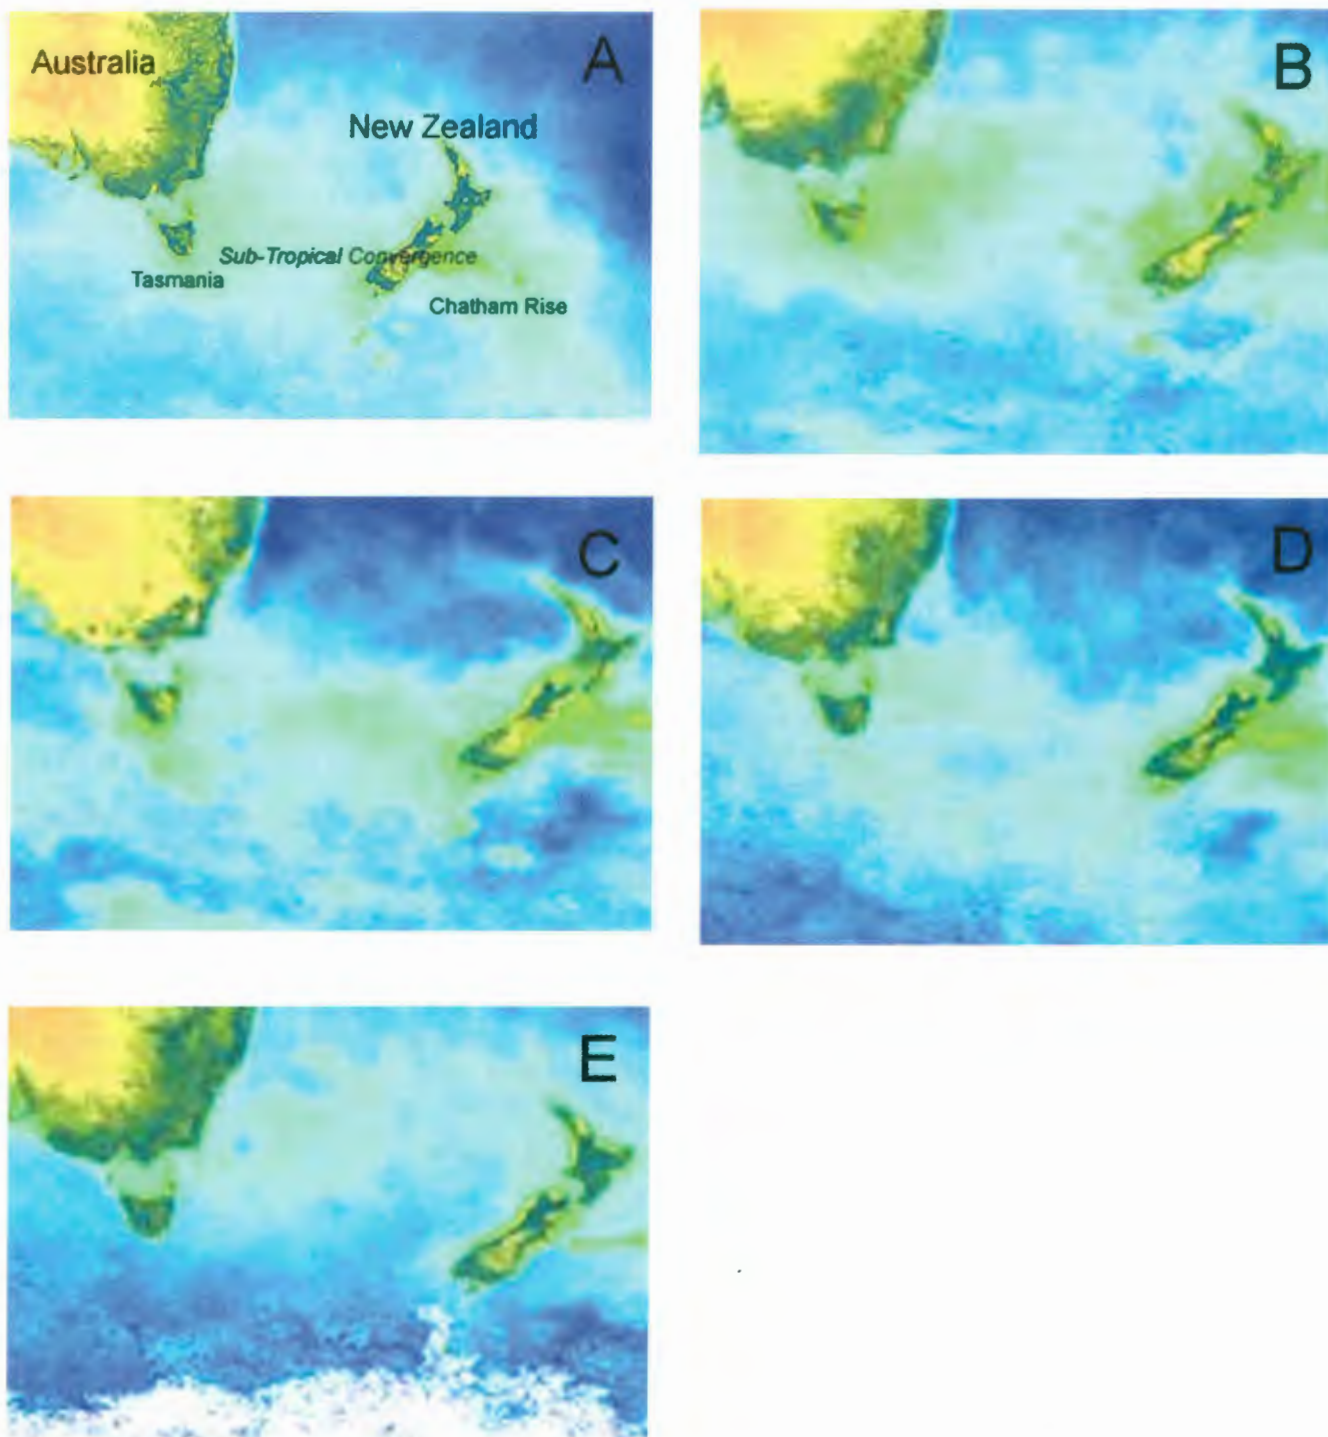 Australia
A
New Zealand
Sub-Tropical Convergence
Tasmania
Chatham Rise
B
C
D
E